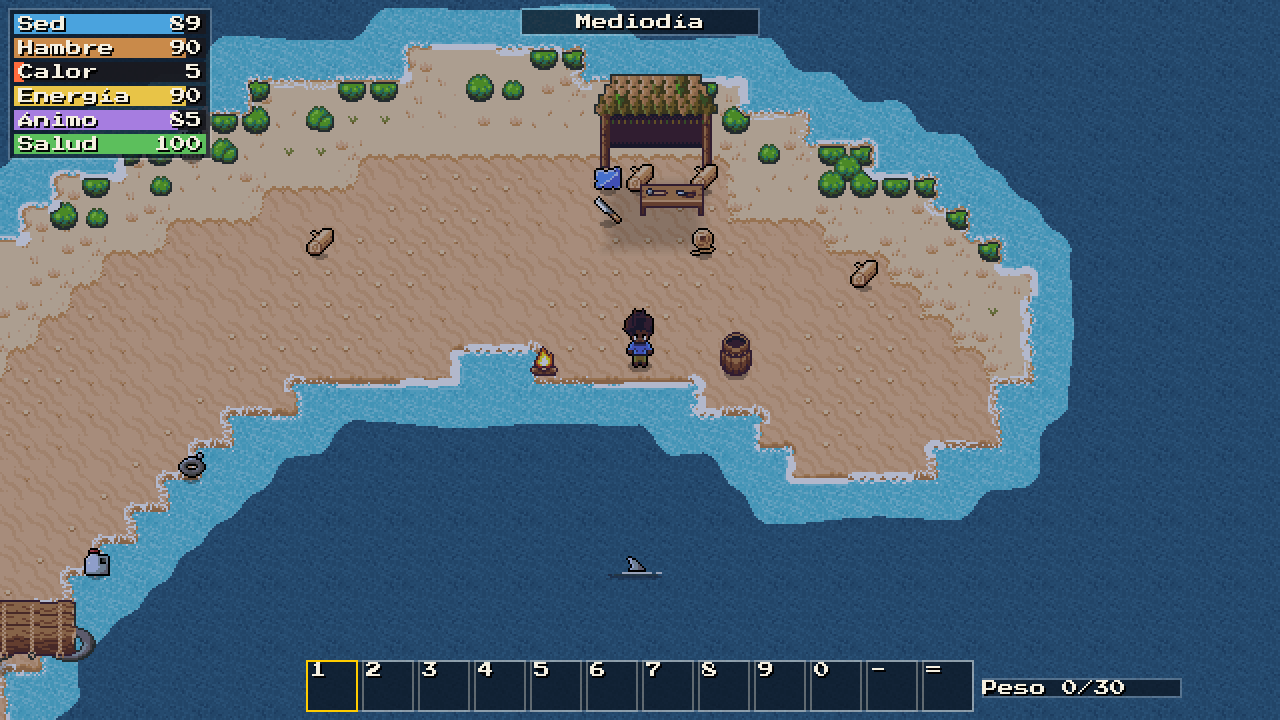 Sed 89
Hambre 90
Calor 5
Energía 90
Ánimo 85
Salud 100
Mediodía
1 2 3 4 5 6 7 8 9 0 - =
Peso 0/30